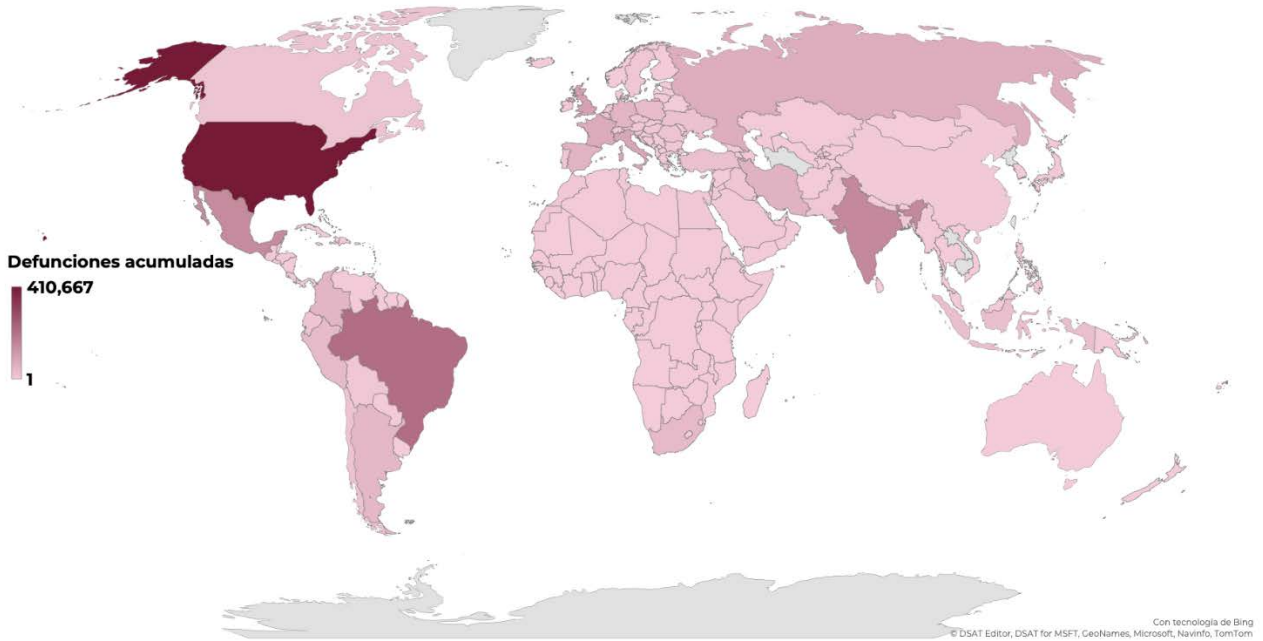 Defunciones acumuladas
410,667
1
Con tecnología de Bing
© DSAT Editor, DSAT for MSFT, GeoNames, Microsoft, Navinfo, TomTom